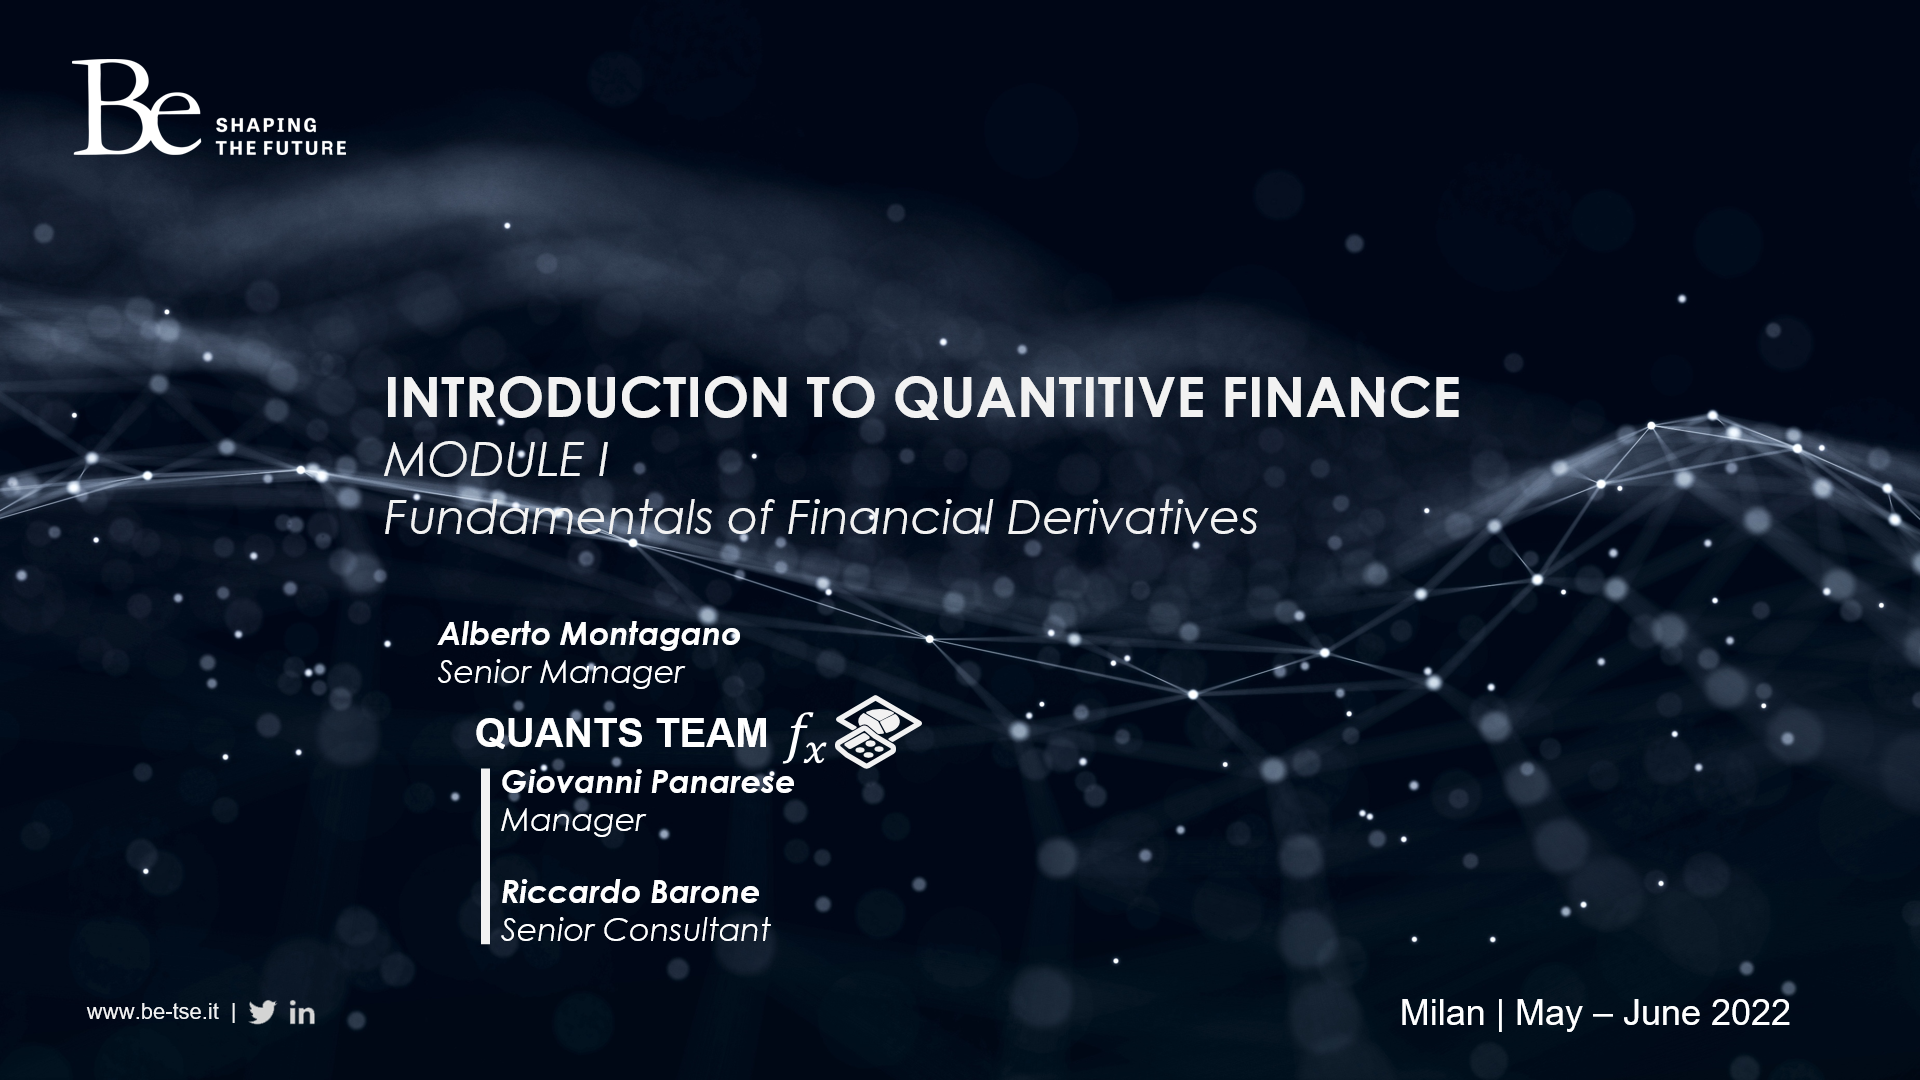 Be SHAPING
THE FUTURE
INTRODUCTION TO QUANTITIVE FINANCE
MODULE I
Fundamentals of Financial Derivatives
Alberto Montagano
Senior Manager
QUANTS TEAM fx
Giovanni Panarese
Manager
Riccardo Barone
Senior Consultant
www.be-tse.it | in
Milan | May – June 2022